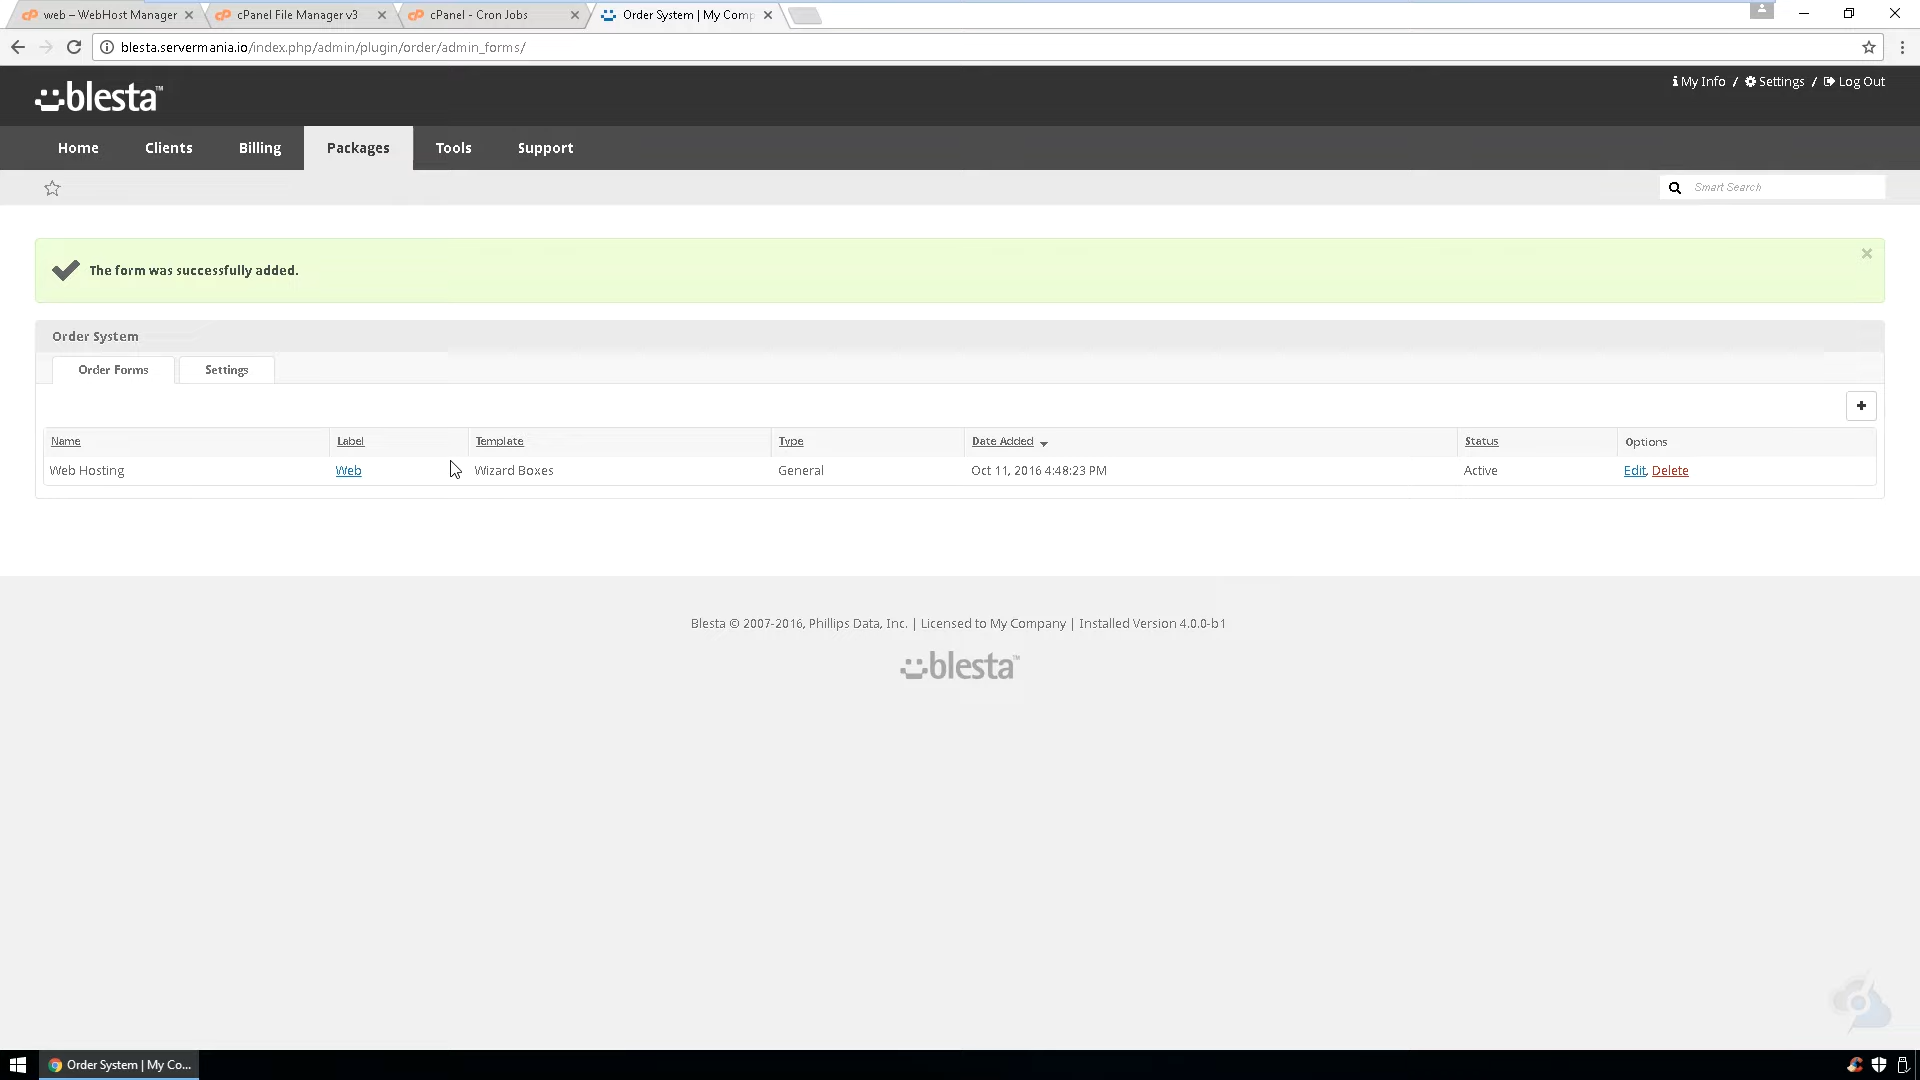 web – WebHost Manager
cPanel File Manager v3
cPanel - Cron Jobs
Order System | My Comp
blesta.servermania.io/index.php/admin/plugin/order/admin_forms/
blesta™
My Info / Settings / Log Out
Home Clients Billing Packages Tools Support
Smart Search
The form was successfully added.
Order System
Order Forms Settings
Name Label Template Type Date Added Status Options
Web Hosting Web Wizard Boxes General Oct 11, 2016 4:48:23 PM Active Edit, Delete
Blesta © 2007-2016, Phillips Data, Inc. | Licensed to My Company | Installed Version 4.0.0-b1
blesta™
Order System | My Co...